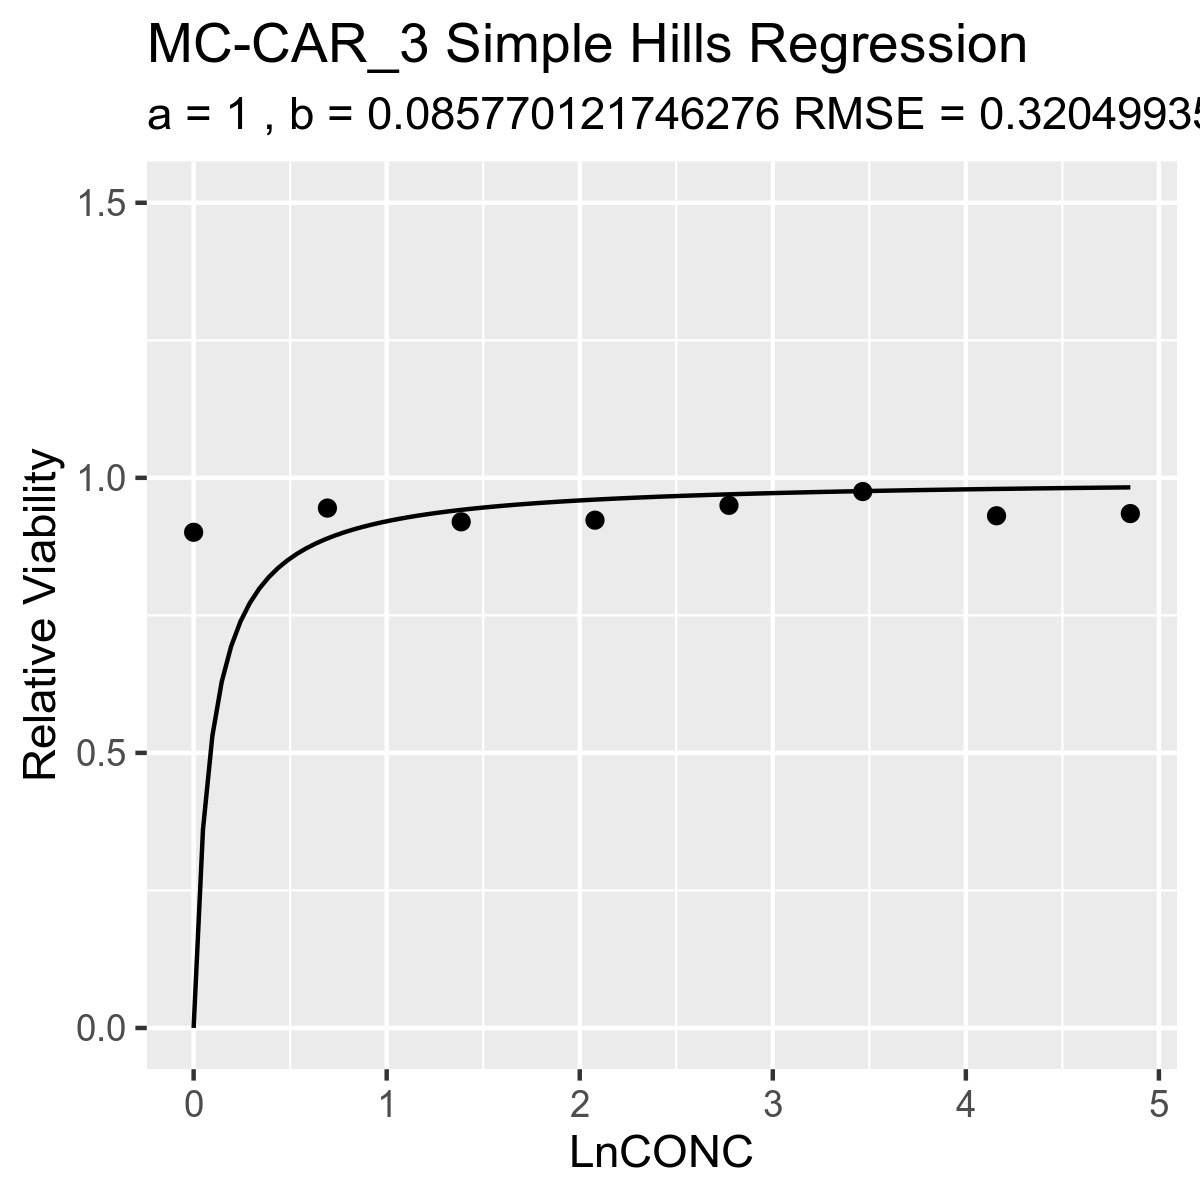 MC-CAR_3 Simple Hills Regression
a = 1 , b = 0.085770121746276 RMSE = 0.32049935
1.5
1.0
0.5
0.0
Relative Viability
0 1 2 3 4 5
LnCONC